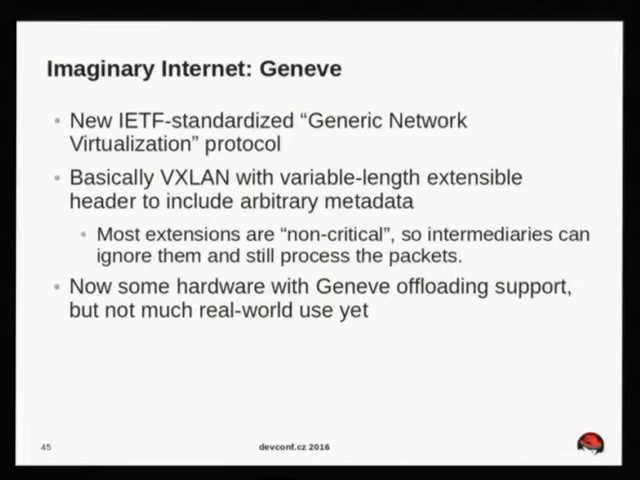 Imaginary Internet: Geneve
• New IETF-standardized “Generic Network
Virtualization” protocol
• Basically VXLAN with variable-length extensible
header to include arbitrary metadata
• Most extensions are “non-critical”, so intermediaries can
ignore them and still process the packets.
• Now some hardware with Geneve offloading support,
but not much real-world use yet
45
devconf.cz 2016